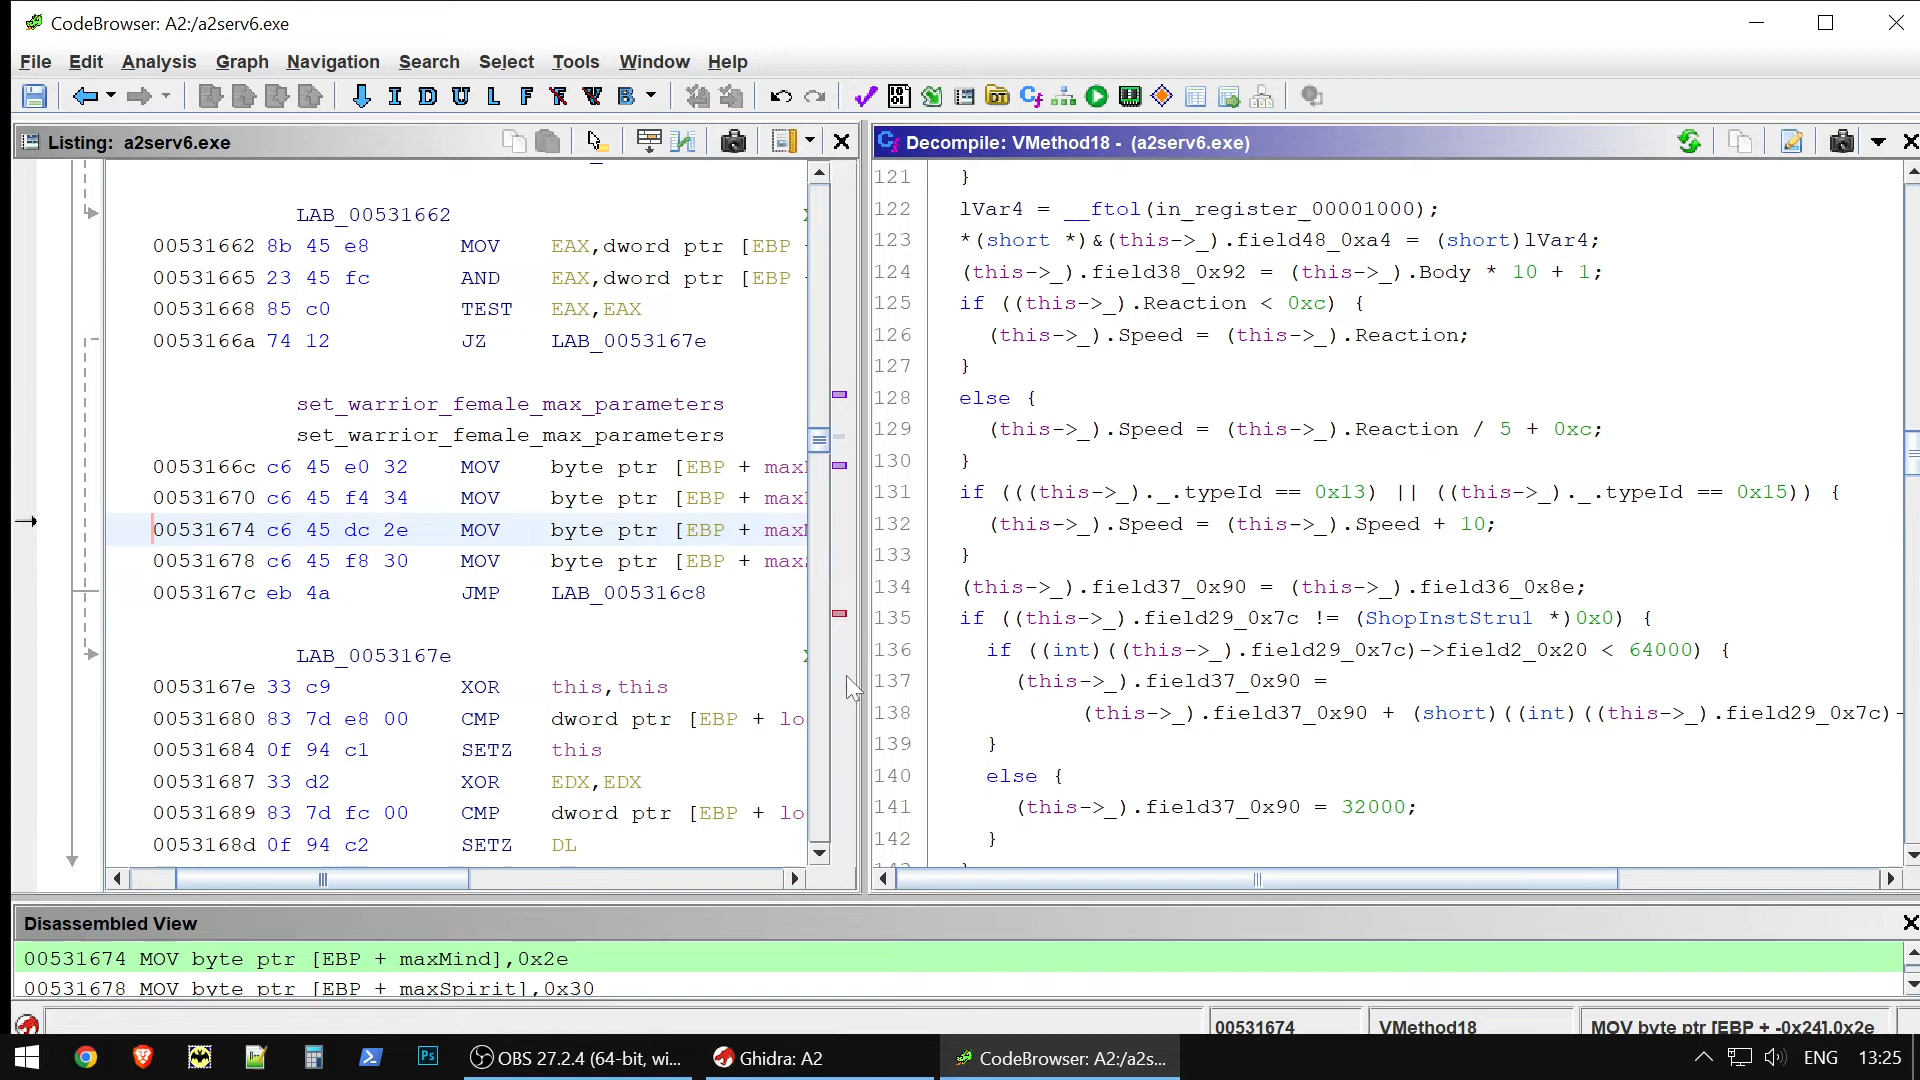 CodeBrowser: A2:/a2serv6.exe
File Edit Analysis Graph Navigation Search Select Tools Window Help
I D U L F F V B
Listing: a2serv6.exe
LAB_00531662
00531662 8b 45 e8 MOV EAX,dword ptr [EBP
00531665 23 45 fc AND EAX,dword ptr [EBP
00531668 85 c0 TEST EAX,EAX
0053166a 74 12 JZ LAB_0053167e
set_warrior_female_max_parameters
set_warrior_female_max_parameters
0053166c c6 45 e0 32 MOV byte ptr [EBP + max
00531670 c6 45 f4 34 MOV byte ptr [EBP + max
00531674 c6 45 dc 2e MOV byte ptr [EBP + max
00531678 c6 45 f8 30 MOV byte ptr [EBP + max
0053167c eb 4a JMP LAB_005316c8
LAB_0053167e
0053167e 33 c9 XOR this,this
00531680 83 7d e8 00 CMP dword ptr [EBP + lo
00531684 0f 94 c1 SETZ this
00531687 33 d2 XOR EDX,EDX
00531689 83 7d fc 00 CMP dword ptr [EBP + lo
0053168d 0f 94 c2 SETZ DL
Decompile: VMethod18 - (a2serv6.exe)
121 }
122 lVar4 = __ftol(in_register_00001000);
123 *(short *)&(this->_).field48_0xa4 = (short)lVar4;
124 (this->_).field38_0x92 = (this->_).Body * 10 + 1;
125 if ((this->_).Reaction < 0xc) {
126 (this->_).Speed = (this->_).Reaction;
127 }
128 else {
129 (this->_).Speed = (this->_).Reaction / 5 + 0xc;
130 }
131 if (((this->_)._.typeId == 0x13) || ((this->_)._.typeId == 0x15)) {
132 (this->_).Speed = (this->_).Speed + 10;
133 }
134 (this->_).field37_0x90 = (this->_).field36_0x8e;
135 if ((this->_).field29_0x7c != (ShopInstStru1 *)0x0) {
136 if ((int)((this->_).field29_0x7c)->field2_0x20 < 64000) {
137 (this->_).field37_0x90 =
138 (this->_).field37_0x90 + (short)((int)((this->_).field29_0x7c)-
139 }
140 else {
141 (this->_).field37_0x90 = 32000;
142 }
Disassembled View
00531674 MOV byte ptr [EBP + maxMind],0x2e
00531678 MOV byte ptr [EBP + maxSpirit],0x30
00531674 VMethod18 MOV byte ptr [EBP + -0x24],0x2e
Ps OBS 27.2.4 (64-bit, wi... Ghidra: A2 CodeBrowser: A2:/a2s... ENG 13:25